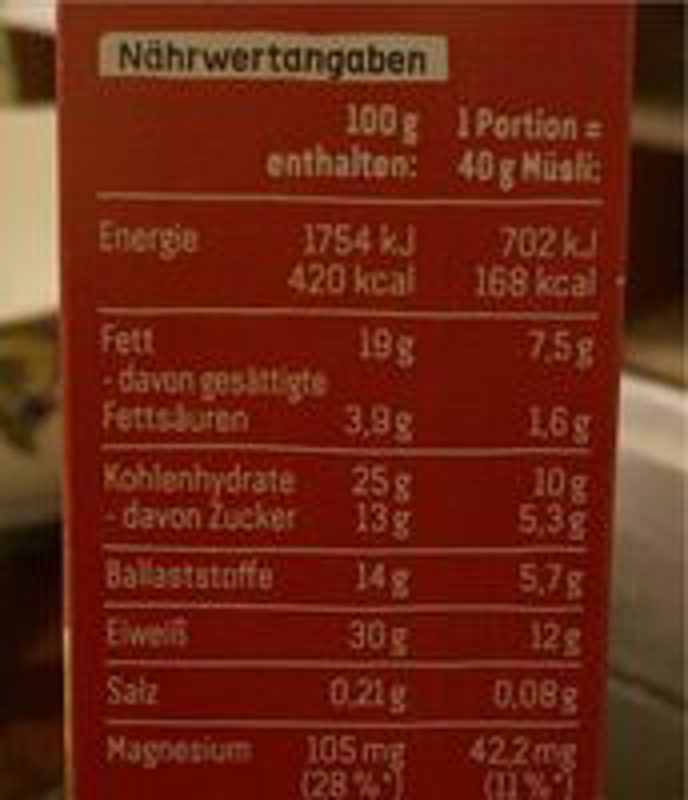 Nährwertangaben
100 g 1 Portion =
enthalten: 40 g Müsli:
Energie 1754 kJ 702 kJ
420 kcal 168 kcal
Fett 19 g 7,5 g
- davon gesättigte
Fettsäuren 3,9 g 1,6 g
Kohlenhydrate 25 g 10 g
- davon Zucker 13 g 5,3 g
Ballaststoffe 14 g 5,7 g
Eiweiß 30 g 12 g
Salz 0,21 g 0,08 g
Magnesium 105 mg 42,2 mg
(28 %*) (11 %*)